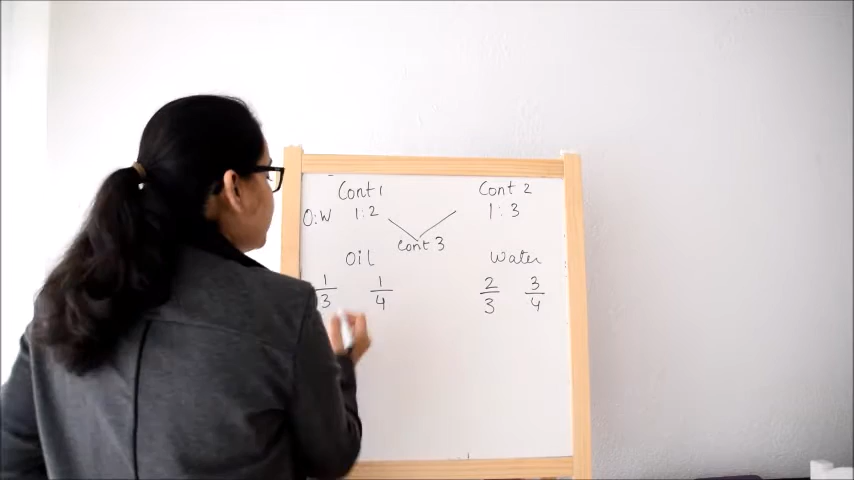 Cont 1 Cont 2
O:W 1:2 1:3
Cont 3
Oil Water
1/3 1/4 2/3 3/4